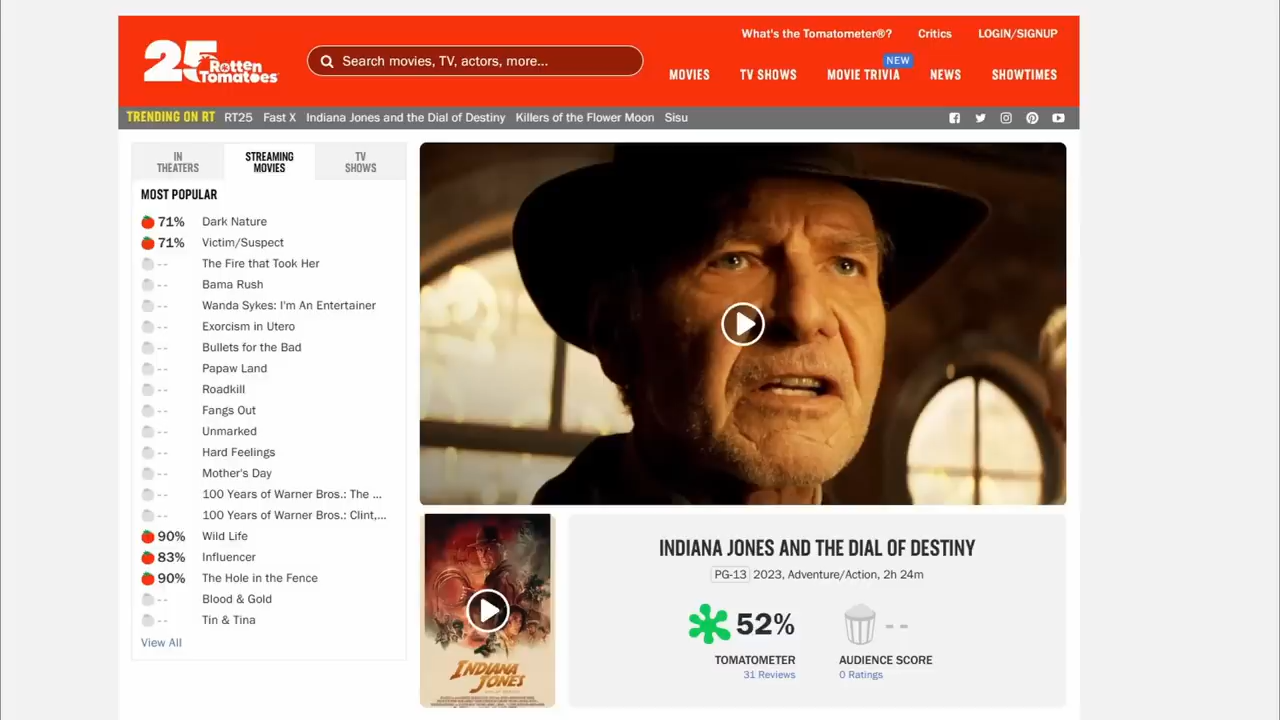 25 Rotten
Tomatoes
Search movies, TV, actors, more...
What's the Tomatometer®?
Critics
LOGIN/SIGNUP
MOVIES
TV SHOWS
MOVIE TRIVIA
NEW
NEWS
SHOWTIMES
TRENDING ON RT
RT25
Fast X
Indiana Jones and the Dial of Destiny
Killers of the Flower Moon
Sisu
IN
THEATERS
STREAMING
MOVIES
TV
SHOWS
MOST POPULAR
71% Dark Nature
71% Victim/Suspect
-- The Fire that Took Her
-- Bama Rush
-- Wanda Sykes: I'm An Entertainer
-- Exorcism in Utero
-- Bullets for the Bad
-- Papaw Land
-- Roadkill
-- Fangs Out
-- Unmarked
-- Hard Feelings
-- Mother's Day
-- 100 Years of Warner Bros.: The ...
-- 100 Years of Warner Bros.: Clint,...
90% Wild Life
83% Influencer
90% The Hole in the Fence
-- Blood & Gold
-- Tin & Tina
View All
INDIANA
JONES
INDIANA JONES AND THE DIAL OF DESTINY
PG-13 2023, Adventure/Action, 2h 24m
52%
TOMATOMETER
31 Reviews
--
AUDIENCE SCORE
0 Ratings